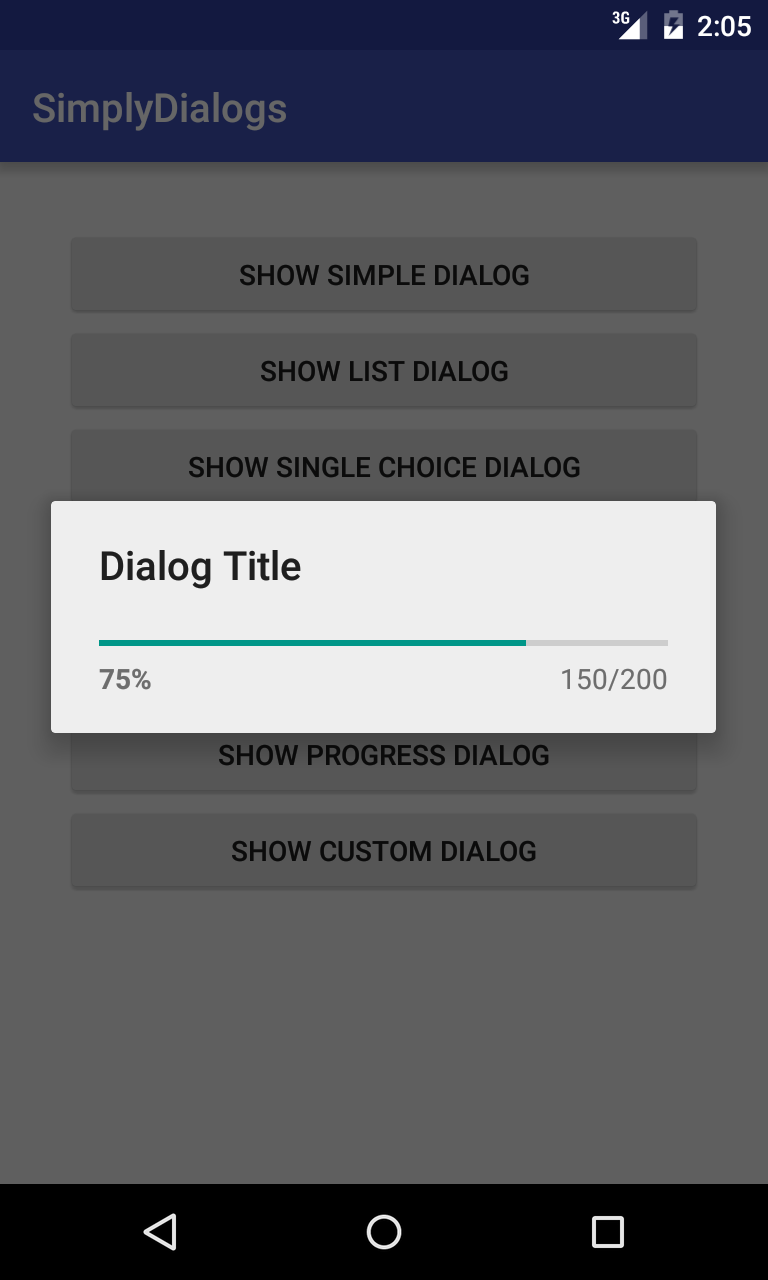 3G 2:05
SimplyDialogs
SHOW SIMPLE DIALOG
SHOW LIST DIALOG
SHOW SINGLE CHOICE DIALOG
Dialog Title
75% 150/200
SHOW PROGRESS DIALOG
SHOW CUSTOM DIALOG